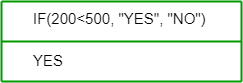 IF(200<500, "YES", "NO")
YES